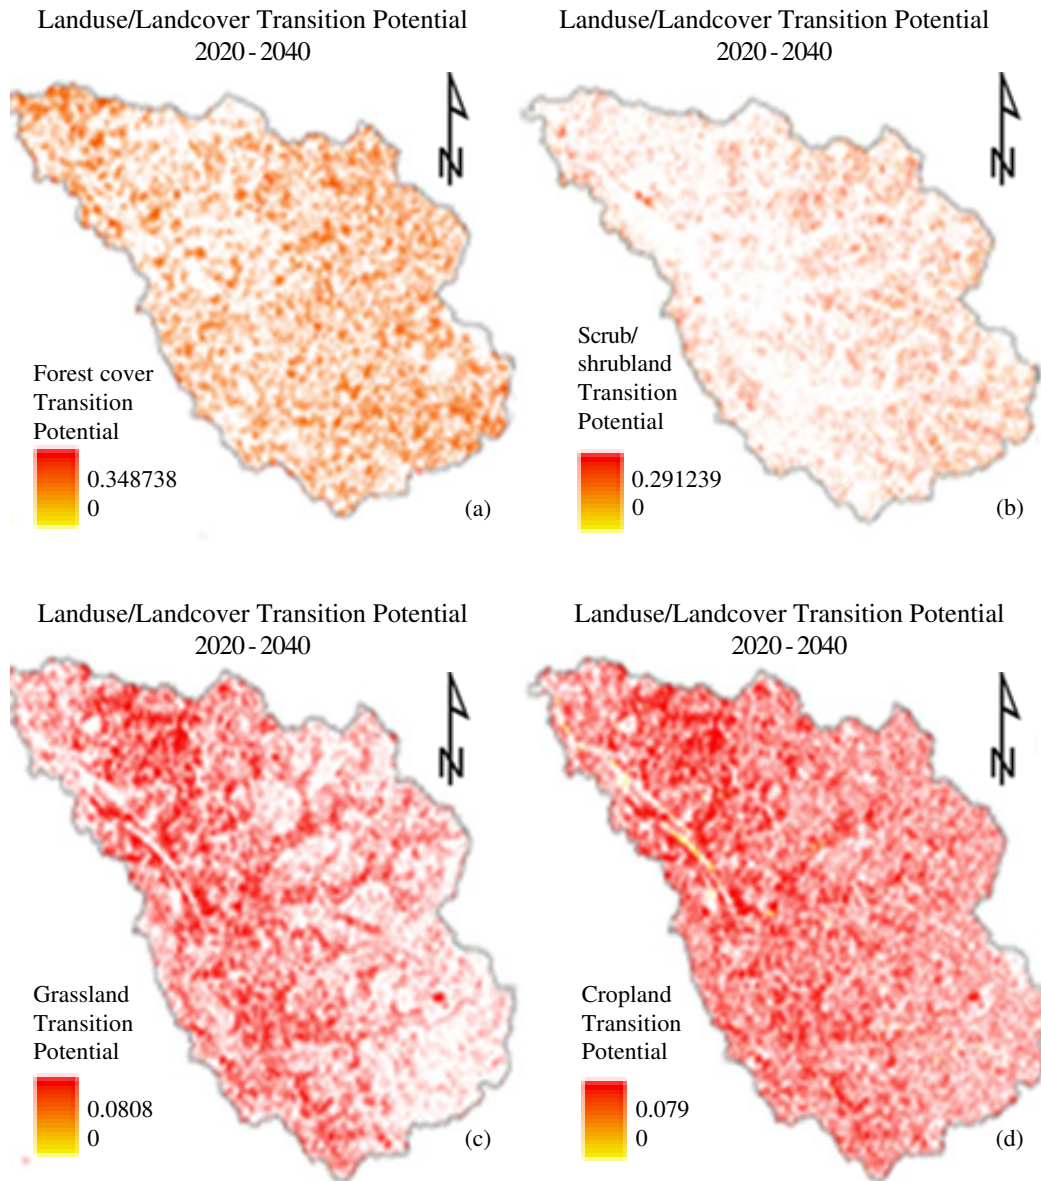 Landuse/Landcover Transition Potential
2020 - 2040
N
Forest cover
Transition
Potential
0.348738
0
(a)
Landuse/Landcover Transition Potential
2020 - 2040
N
Scrub/
shrubland
Transition
Potential
0.291239
0
(b)
Landuse/Landcover Transition Potential
2020 - 2040
N
Grassland
Transition
Potential
0.0808
0
(c)
Landuse/Landcover Transition Potential
2020 - 2040
N
Cropland
Transition
Potential
0.079
0
(d)